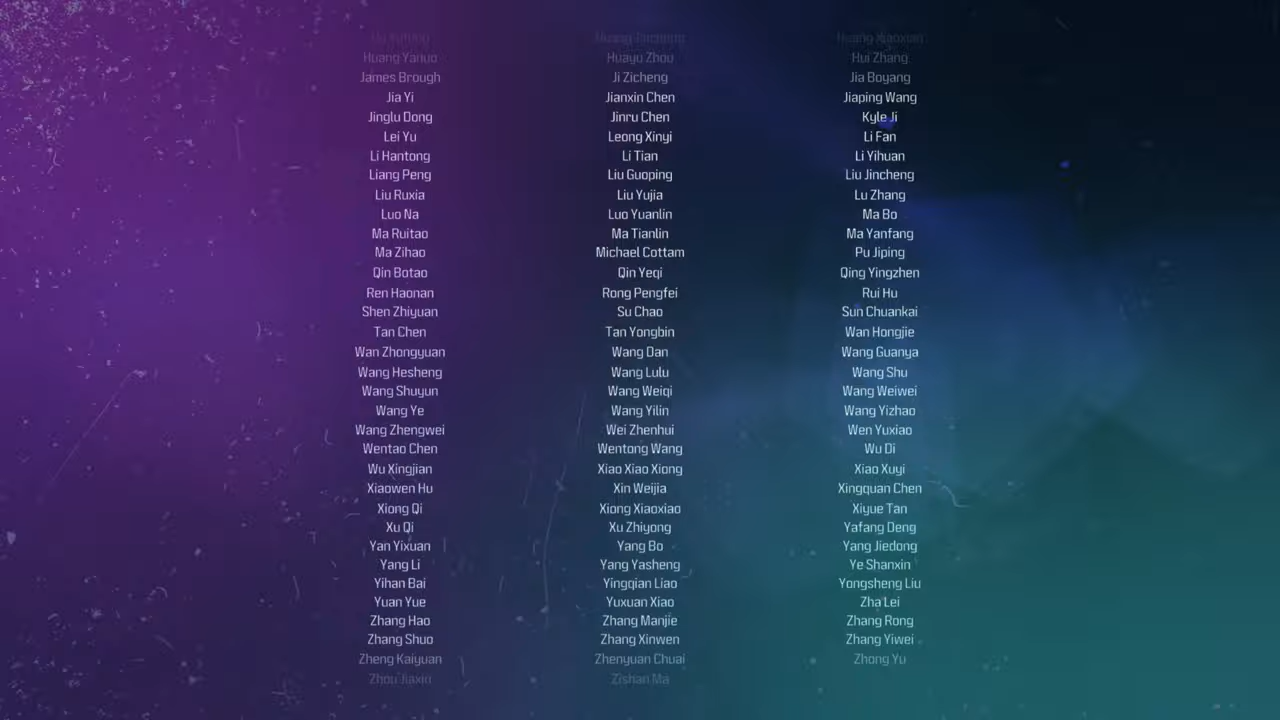 Huang Yanuo Huayu Zhou Hui Zhang
James Brough Ji Zicheng Jia Boyang
Jia Yi Jianxin Chen Jiaping Wang
Jinglu Dong Jinru Chen Kyle Ji
Lei Yu Leong Xinyi Li Fan
Li Hantong Li Tian Li Yihuan
Liang Peng Liu Guoping Liu Jincheng
Liu Ruxia Liu Yujia Lu Zhang
Luo Na Luo Yuanlin Ma Bo
Ma Ruitao Ma Tianlin Ma Yanfang
Ma Zihao Michael Cottam Pu Jiping
Qin Botao Qin Yeqi Qing Yingzhen
Ren Haonan Rong Pengfei Rui Hu
Shen Zhiyuan Su Chao Sun Chuankai
Tan Chen Tan Yongbin Wan Hongjie
Wan Zhongyuan Wang Dan Wang Guanya
Wang Hesheng Wang Lulu Wang Shu
Wang Shuyun Wang Weiqi Wang Weiwei
Wang Ye Wang Yilin Wang Yizhao
Wang Zhengwei Wei Zhenhui Wen Yuxiao
Wentao Chen Wentong Wang Wu Di
Wu Xingjian Xiao Xiao Xiong Xiao Xuyi
Xiaowen Hu Xin Weijia Xingquan Chen
Xiong Qi Xiong Xiaoxiao Xiyue Tan
Xu Qi Xu Zhiyong Yafang Deng
Yan Yixuan Yang Bo Yang Jiedong
Yang Li Yang Yasheng Ye Shanxin
Yihan Bai Yingqian Liao Yongsheng Liu
Yuan Yue Yuxuan Xiao Zha Lei
Zhang Hao Zhang Manjie Zhang Rong
Zhang Shuo Zhang Xinwen Zhang Yiwei
Zheng Kaiyuan Zhenyuan Chuai Zhong Yu
Zhou Jiaxin Zishan Ma